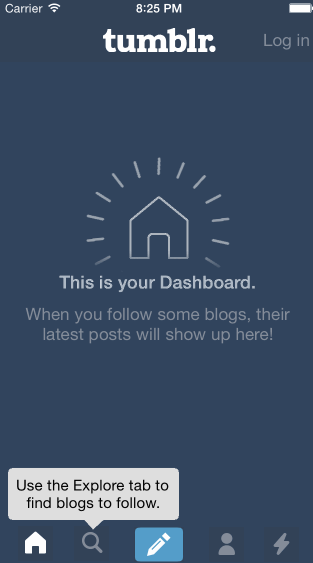 Carrier 8:25 PM
tumblr. Log in
This is your Dashboard.
When you follow some blogs, their
latest posts will show up here!
Use the Explore tab to
find blogs to follow.